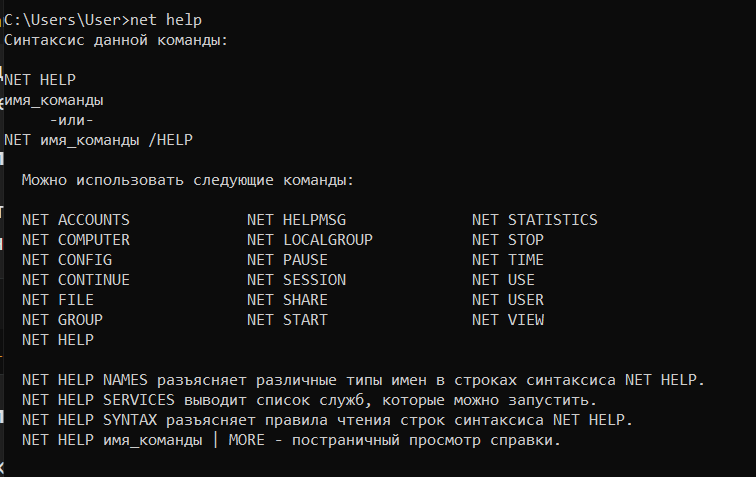 C:\Users\User>net help
Синтаксис данной команды:
NET HELP
имя_команды
-или-
NET имя_команды /HELP
Можно использовать следующие команды:
NET ACCOUNTS NET HELPMSG NET STATISTICS
NET COMPUTER NET LOCALGROUP NET STOP
NET CONFIG NET PAUSE NET TIME
NET CONTINUE NET SESSION NET USE
NET FILE NET SHARE NET USER
NET GROUP NET START NET VIEW
NET HELP
NET HELP NAMES разъясняет различные типы имен в строках синтаксиса NET HELP.
NET HELP SERVICES выводит список служб, которые можно запустить.
NET HELP SYNTAX разъясняет правила чтения строк синтаксиса NET HELP.
NET HELP имя_команды | MORE - постраничный просмотр справки.